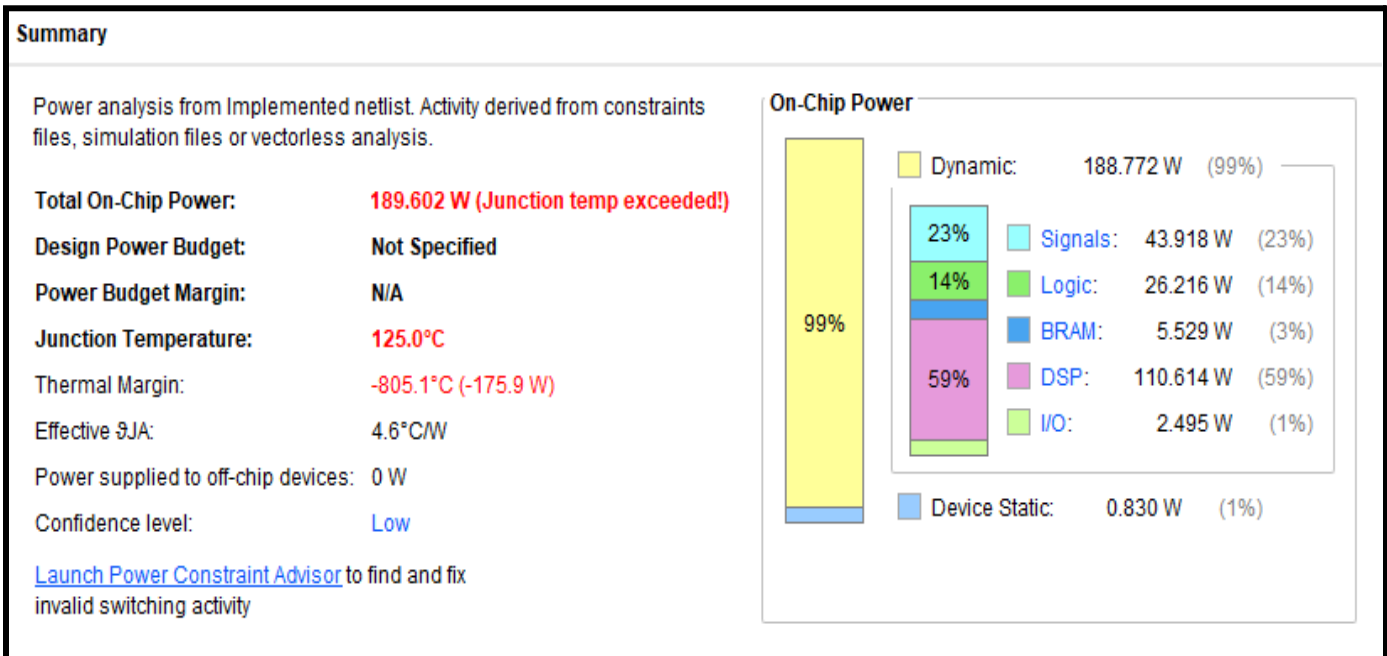 Summary
Power analysis from Implemented netlist. Activity derived from constraints
files, simulation files or vectorless analysis.
Total On-Chip Power: 189.602 W (Junction temp exceeded!)
Design Power Budget: Not Specified
Power Budget Margin: N/A
Junction Temperature: 125.0°C
Thermal Margin: -805.1°C (-175.9 W)
Effective ϑJA: 4.6°C/W
Power supplied to off-chip devices: 0 W
Confidence level: Low
Launch Power Constraint Advisor to find and fix
invalid switching activity
On-Chip Power
99%
Dynamic: 188.772 W (99%)
23% Signals: 43.918 W (23%)
14% Logic: 26.216 W (14%)
BRAM: 5.529 W (3%)
59% DSP: 110.614 W (59%)
I/O: 2.495 W (1%)
Device Static: 0.830 W (1%)